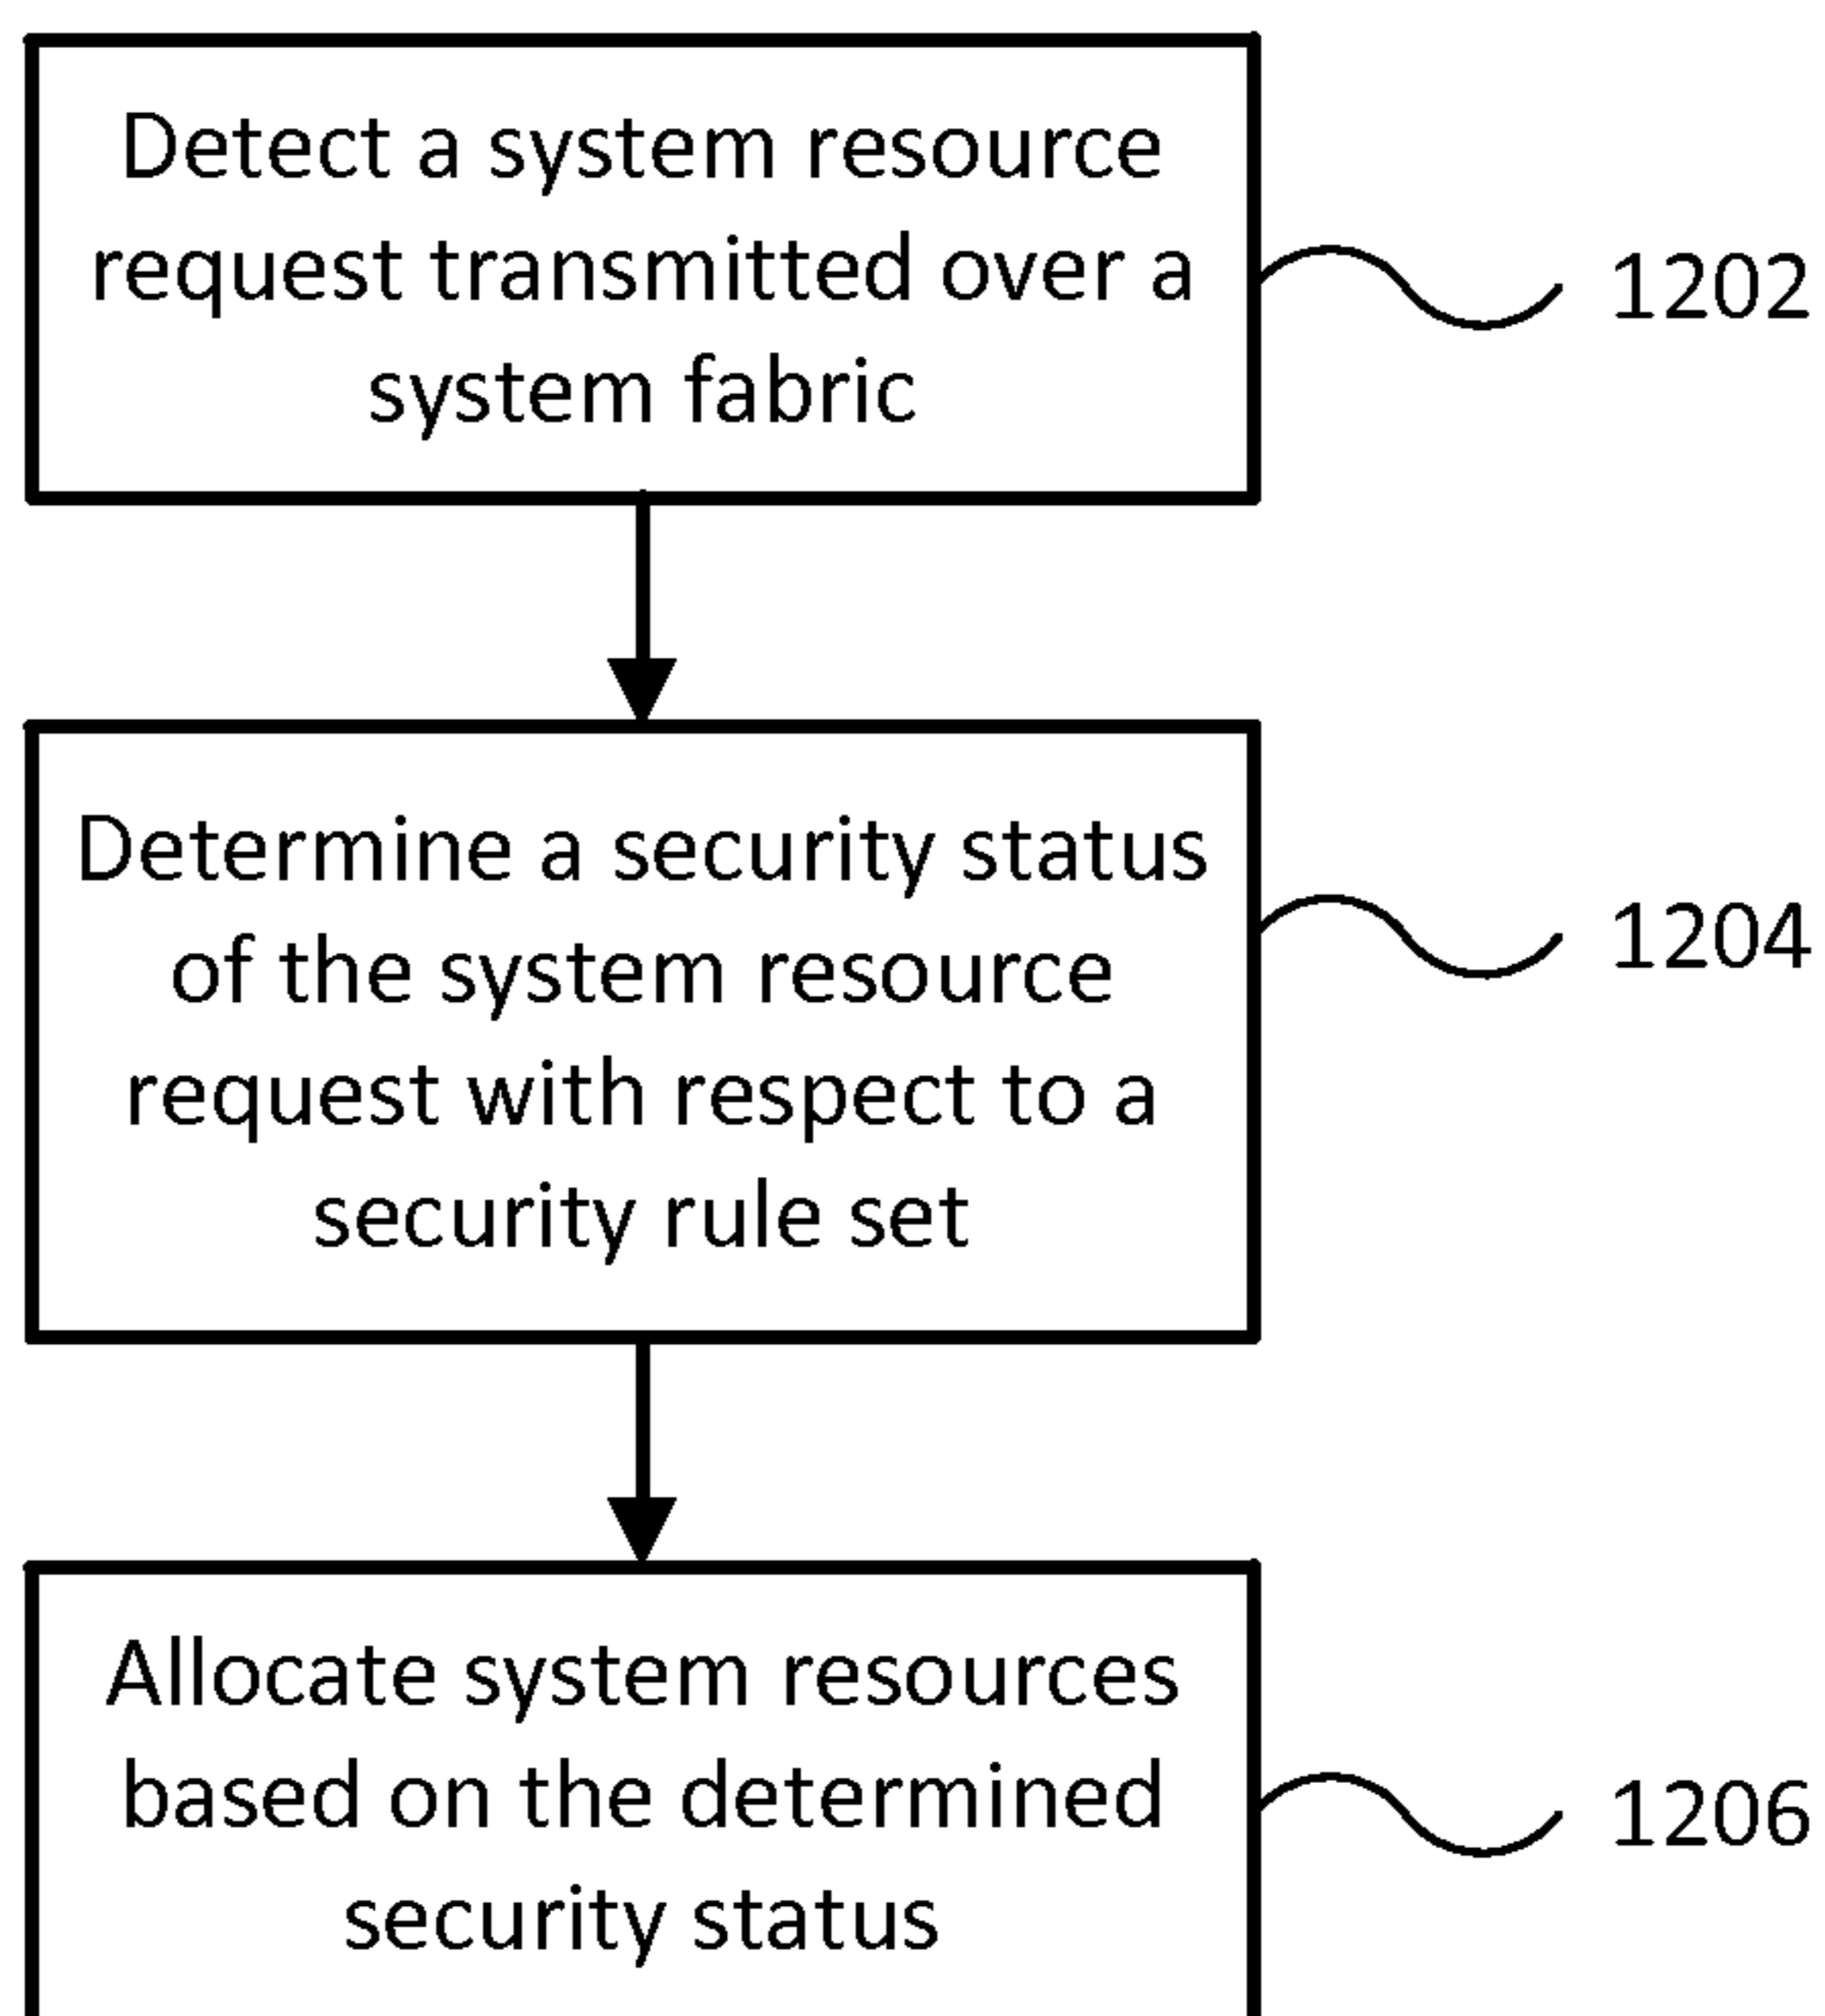 Detect a system resource
request transmitted over a
system fabric
1202
Determine a security status
of the system resource
request with respect to a
security rule set
1204
Allocate system resources
based on the determined
security status
1206